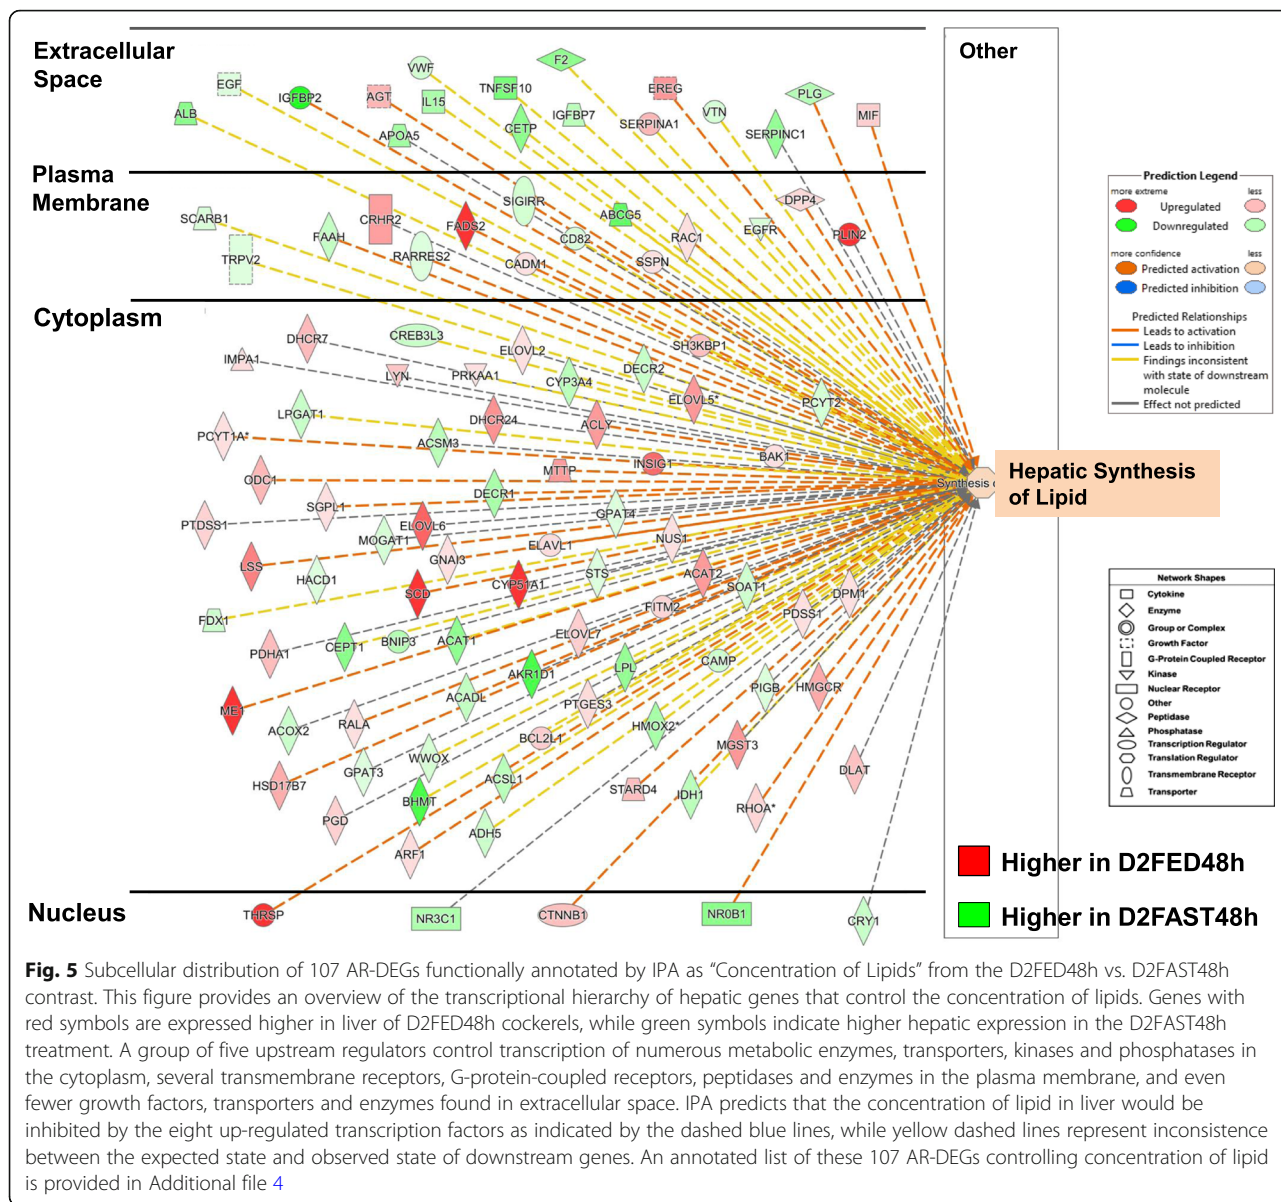 Extracellular
Space
Other
EGF
IGFBP2
AGT
VWF
IL15
TNFSF10
F2
EREG
PLG
MIF
ALB
APOA5
CETP
IGFBP7
SERPINA1
VTN
SERPINC1
Plasma
Membrane
SCARB1
FAAH
CRHR2
FADS2
SIGIRR
ABCG5
DPP4
TRPV2
RARRES2
CADM1
CD82
SSPN
RAC1
EGFR
PLIN2
Prediction Legend
more extreme less
Upregulated
Downregulated
more confidence less
Predicted activation
Predicted inhibition
Predicted Relationships
Leads to activation
Leads to inhibition
Findings inconsistent
with state of downstream
molecule
Effect not predicted
Cytoplasm
DHCR7
CREB3L3
ELOVL2
SH3KBP1
IMPA1
LYN
PRKAA1
CYP3A4
DECR2
ELOVL5*
PCYT2
LPGAT1
DHCR24
ACLY
PCYT1A*
ACSM3
BAK1
ODC1
MTTP
INSIG1
Synthesis o
Hepatic Synthesis
of Lipid
SGPL1
DECR1
PTDSS1
MOGAT1
ELOVL6
GPAT4
NUS1
LSS
HACD1
GNAI3
ELAVL1
SCD
CYP51A1
STS
ACAT2
SOAT1
DPM1
FDX1
FITM2
PDSS1
PDHA1
CEPT1
BNIP3
ACAT1
ELOVL7
AKR1D1
LPL
CAMP
PIGB
HMGCR
ME1
ACOX2
RALA
ACADL
PTGES3
HMOX2*
BCL2L1
MGST3
HSD17B7
GPAT3
WWOX
ACSL1
STARD4
IDH1
DLAT
PGD
BHMT
RHOA*
ARF1
ADH5
Network Shapes
Cytokine
Enzyme
Group or Complex
Growth Factor
G-Protein Coupled Receptor
Kinase
Nuclear Receptor
Other
Peptidase
Phosphatase
Transcription Regulator
Translation Regulator
Transmembrane Receptor
Transporter
Higher in D2FED48h
Higher in D2FAST48h
Nucleus
THRSP
NR3C1
CTNNB1
NR0B1
CRY1
Fig. 5 Subcellular distribution of 107 AR-DEGs functionally annotated by IPA as “Concentration of Lipids” from the D2FED48h vs. D2FAST48h
contrast. This figure provides an overview of the transcriptional hierarchy of hepatic genes that control the concentration of lipids. Genes with
red symbols are expressed higher in liver of D2FED48h cockerels, while green symbols indicate higher hepatic expression in the D2FAST48h
treatment. A group of five upstream regulators control transcription of numerous metabolic enzymes, transporters, kinases and phosphatases in
the cytoplasm, several transmembrane receptors, G-protein-coupled receptors, peptidases and enzymes in the plasma membrane, and even
fewer growth factors, transporters and enzymes found in extracellular space. IPA predicts that the concentration of lipid in liver would be
inhibited by the eight up-regulated transcription factors as indicated by the dashed blue lines, while yellow dashed lines represent inconsistence
between the expected state and observed state of downstream genes. An annotated list of these 107 AR-DEGs controlling concentration of lipid
is provided in Additional file 4